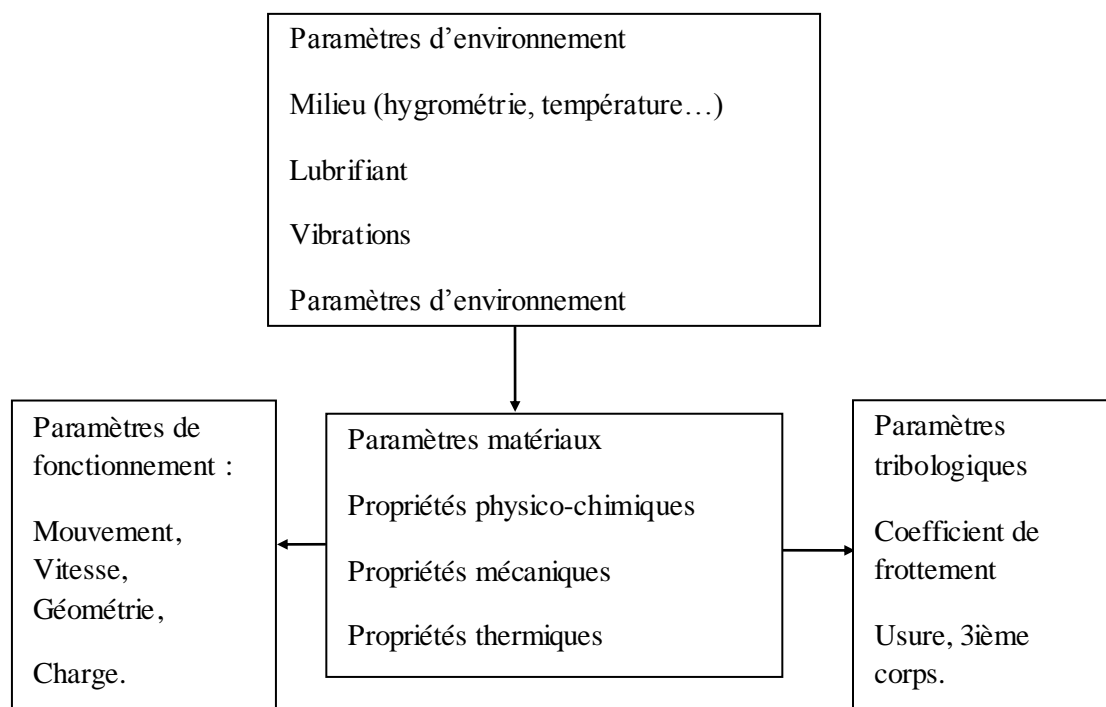 Paramètres d’environnement
Milieu (hygrométrie, température…)
Lubrifiant
Vibrations
Paramètres d’environnement
Paramètres de
fonctionnement :
Mouvement,
Vitesse,
Géométrie,
Charge.
Paramètres matériaux
Propriétés physico-chimiques
Propriétés mécaniques
Propriétés thermiques
Paramètres
tribologiques
Coefficient de
frottement
Usure, 3ième
corps.